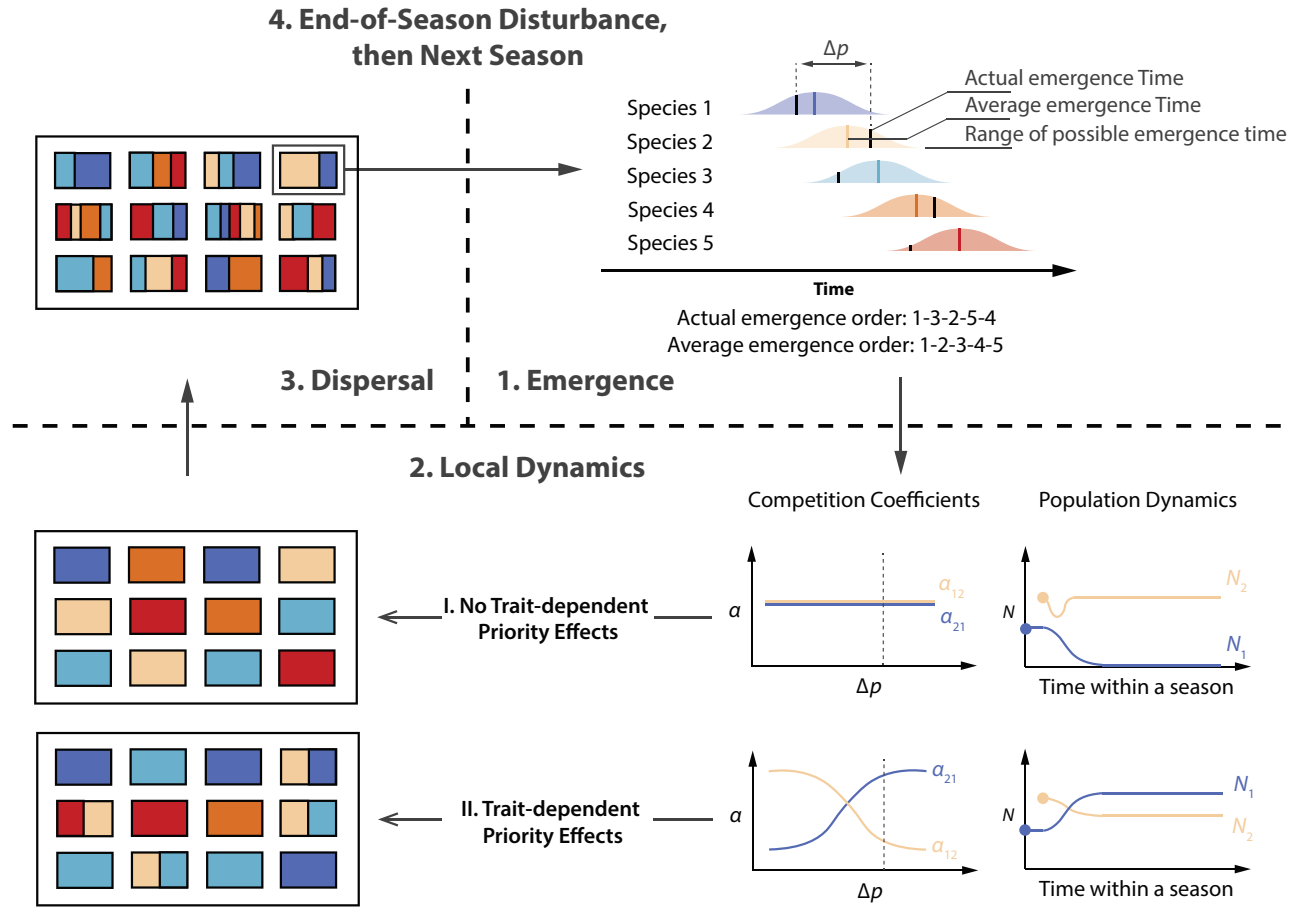 4. End-of-Season Disturbance,
then Next Season
Δp
Actual emergence Time
Average emergence Time
Range of possible emergence time
Species 1
Species 2
Species 3
Species 4
Species 5
Time
Actual emergence order: 1-3-2-5-4
Average emergence order: 1-2-3-4-5
3. Dispersal
1. Emergence
2. Local Dynamics
Competition Coefficients
Population Dynamics
I. No Trait-dependent
Priority Effects
α
α12
α21
Δp
N
N2
N1
Time within a season
II. Trait-dependent
Priority Effects
α
α21
α12
Δp
N
N1
N2
Time within a season